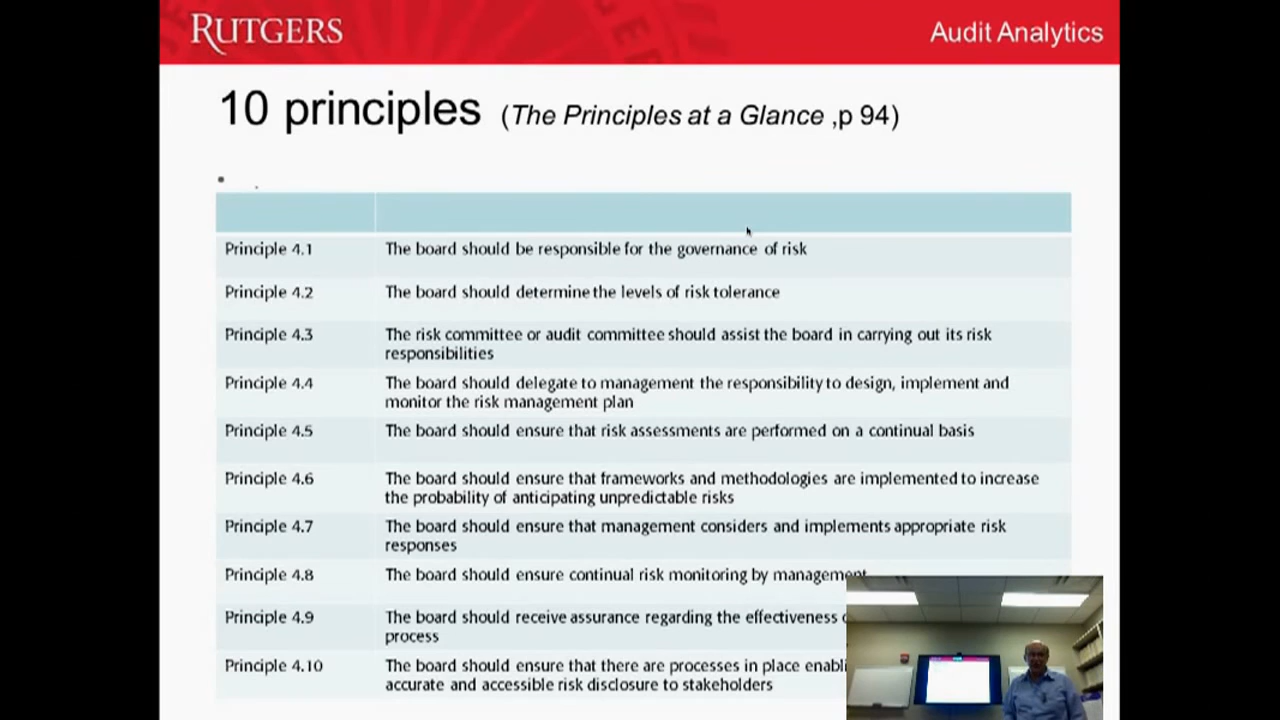 RUTGERS
Audit Analytics
10 principles (The Principles at a Glance ,p 94)
Principle 4.1 The board should be responsible for the governance of risk
Principle 4.2 The board should determine the levels of risk tolerance
Principle 4.3 The risk committee or audit committee should assist the board in carrying out its risk
responsibilities
Principle 4.4 The board should delegate to management the responsibility to design, implement and
monitor the risk management plan
Principle 4.5 The board should ensure that risk assessments are performed on a continual basis
Principle 4.6 The board should ensure that frameworks and methodologies are implemented to increase
the probability of anticipating unpredictable risks
Principle 4.7 The board should ensure that management considers and implements appropriate risk
responses
Principle 4.8 The board should ensure continual risk monitoring by management
Principle 4.9 The board should receive assurance regarding the effectiveness
process
Principle 4.10 The board should ensure that there are processes in place
accurate and accessible risk disclosure to stakeholders